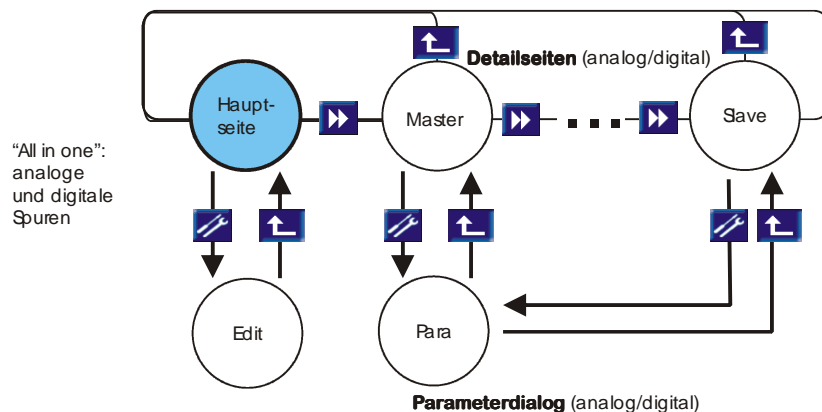 Detailseiten (analog/digital)
Haupt-
seite
Master
Slave
"All in one":
analoge
und digitale
Spuren
Edit
Para
Parameterdialog (analog/digital)